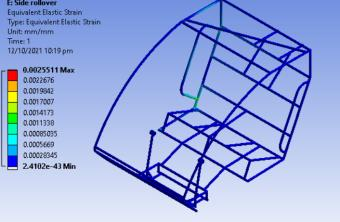 E: Side rollover
Equivalent Elastic Strain
Type: Equivalent Elastic Strain
Unit: mm/mm
Time: 1
12/10/2021 10:19 pm
0.0025511 Max
0.0022676
0.0019842
0.0017007
0.0014173
0.0011338
0.00085035
0.0005669
0.00028345
2.4102e-43 Min